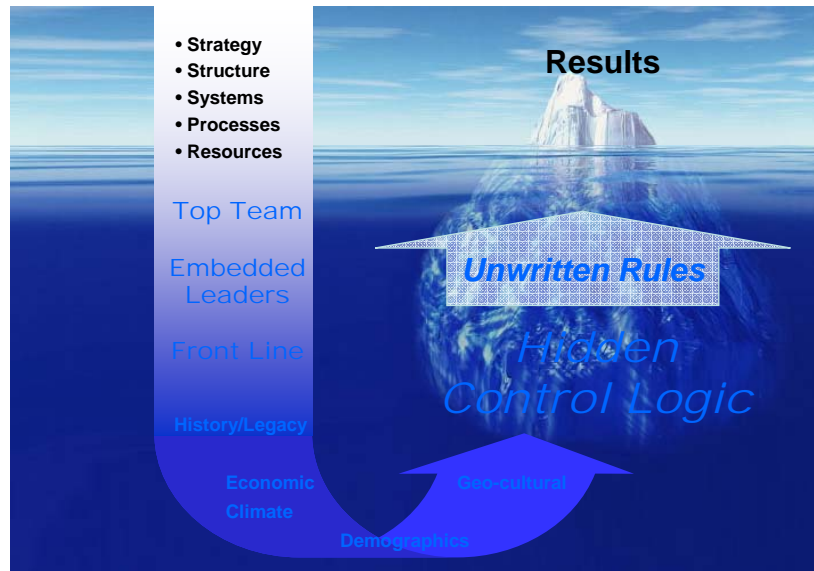 • Strategy
• Structure
• Systems
• Processes
• Resources
Top Team
Embedded
Leaders
Front Line
History/Legacy
Economic
Climate
Demographics
Geo-cultural
Results
Unwritten Rules
Hidden
Control Logic